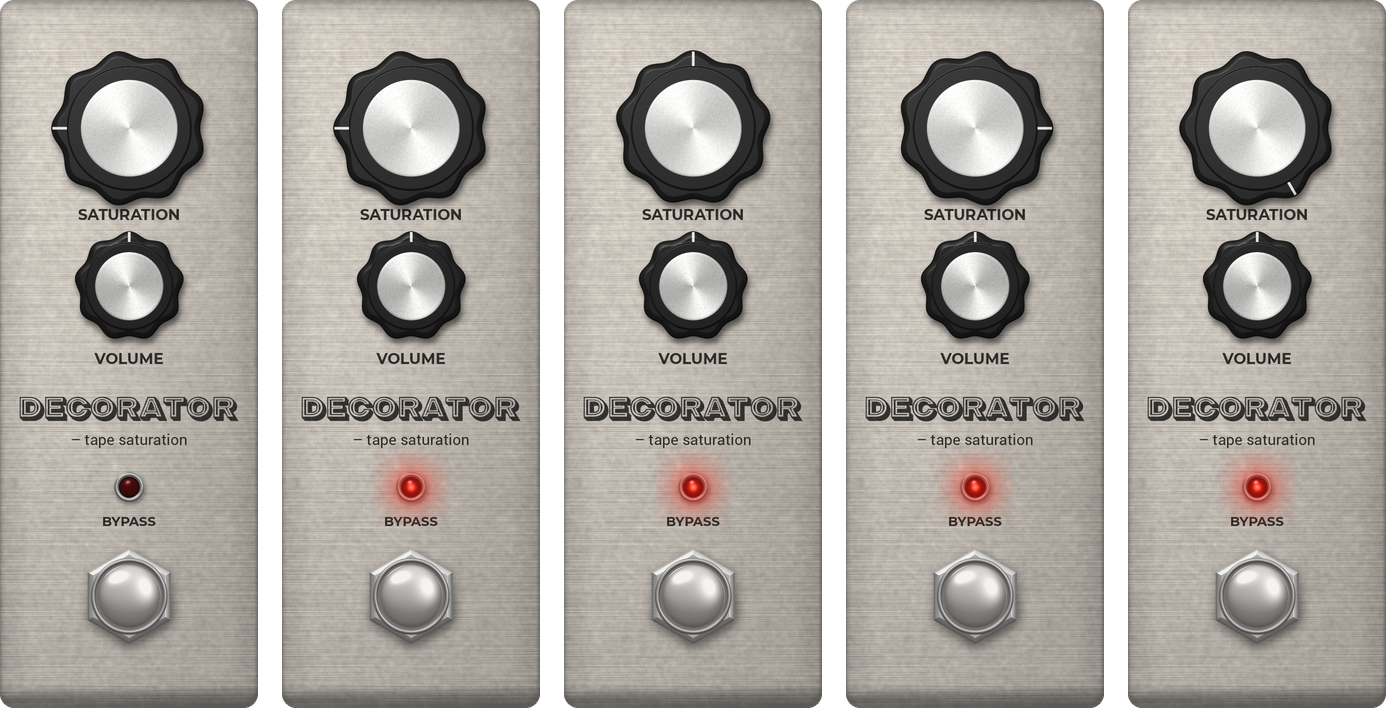 SATURATION
VOLUME
DECORATOR
– tape saturation
BYPASS
SATURATION
VOLUME
DECORATOR
– tape saturation
BYPASS
SATURATION
VOLUME
DECORATOR
– tape saturation
BYPASS
SATURATION
VOLUME
DECORATOR
– tape saturation
BYPASS
SATURATION
VOLUME
DECORATOR
– tape saturation
BYPASS